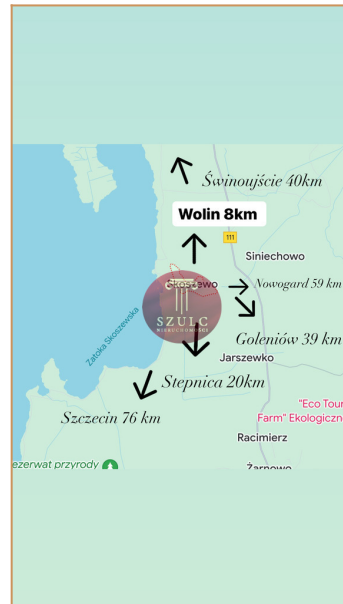 Świnoujście 40km
Wolin 8km
111
Siniechowo
Skoszewo
Nowogard 59 km
SZULC
NIERUCHOMOŚCI
Zatoka Skoszewska
Goleniów 39 km
Jarszewko
Stepnica 20km
"Eco Tour
Farm" Ekologiczne
Szczecin 76 km
Racimierz
ezerwat przyrody
Żarnowo